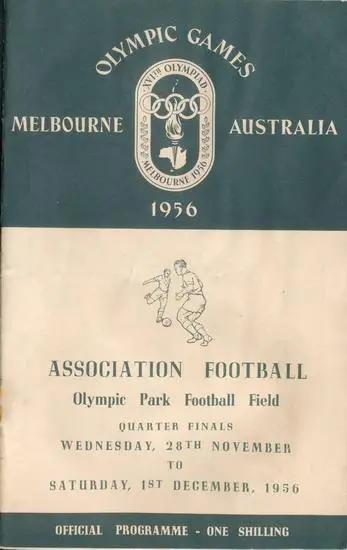 OLYMPIC GAMES
XVITH OLYMPIAD
MELBOURNE 1956
MELBOURNE AUSTRALIA
1956
ASSOCIATION FOOTBALL
Olympic Park Football Field
QUARTER FINALS
WEDNESDAY, 28TH NOVEMBER
TO
SATURDAY, 1ST DECEMBER, 1956
OFFICIAL PROGRAMME - ONE SHILLING